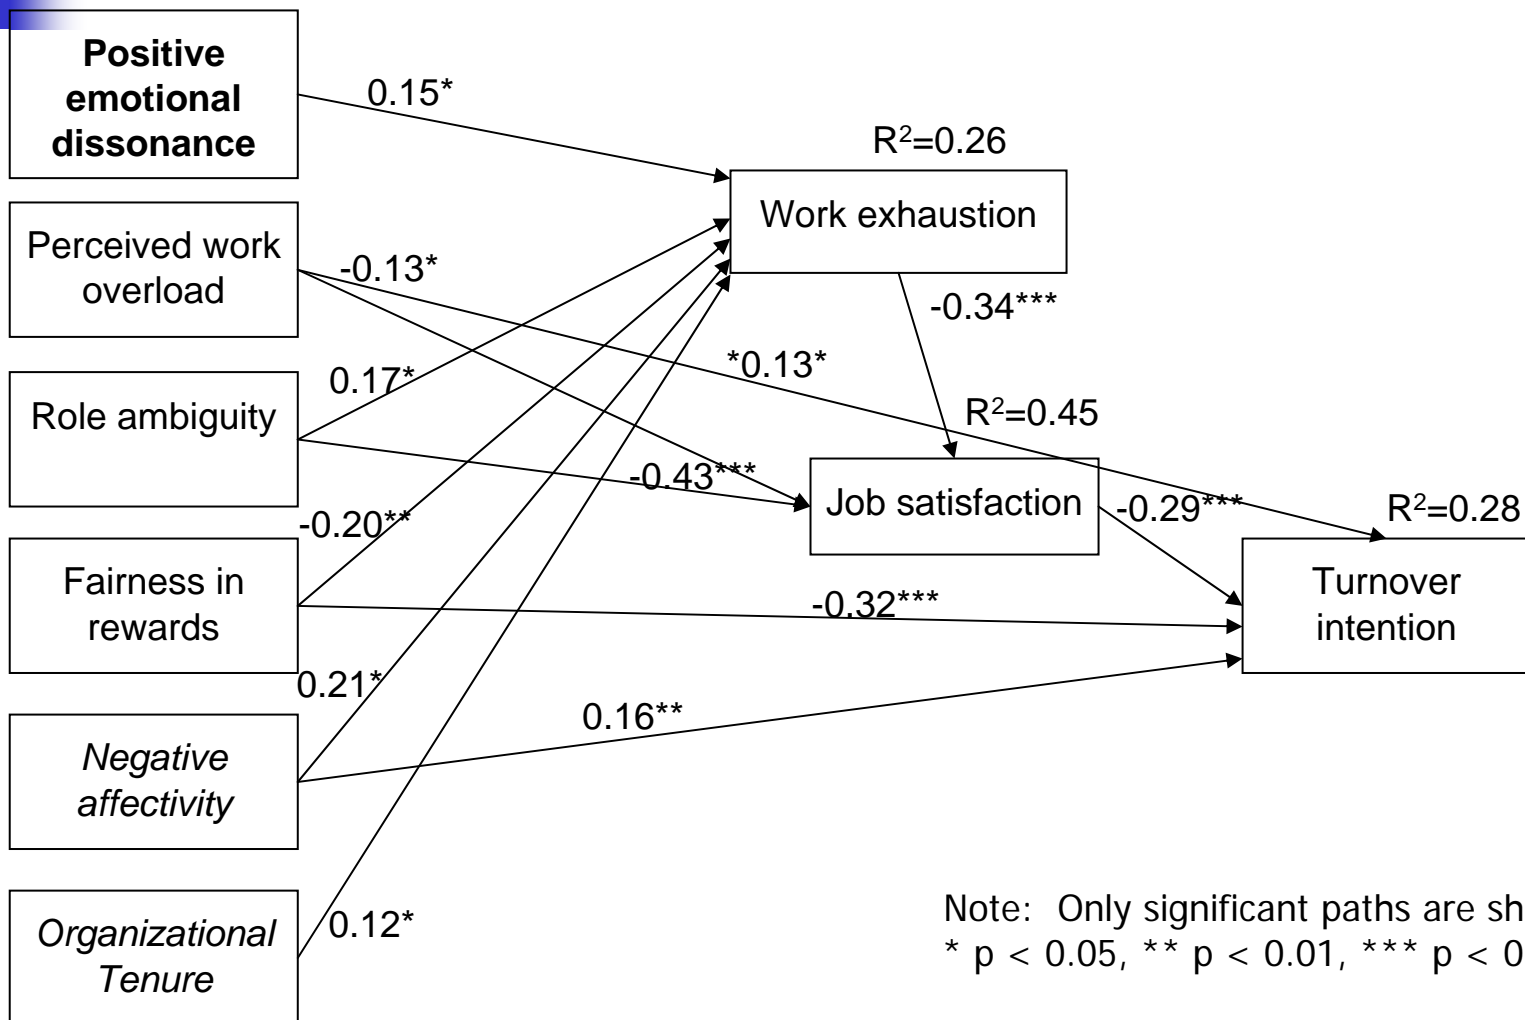 Positive
emotional
dissonance
0.15*
R²=0.26
Work exhaustion
Perceived work
overload
-0.13*
-0.34***
*0.13*
Role ambiguity
0.17*
R²=0.45
-0.43***
Job satisfaction
-0.29***
R²=0.28
-0.20**
Fairness in
rewards
-0.32***
Turnover
intention
0.21*
0.16**
Negative
affectivity
Organizational
Tenure
0.12*
Note: Only significant paths are sh
* p < 0.05, ** p < 0.01, *** p < 0